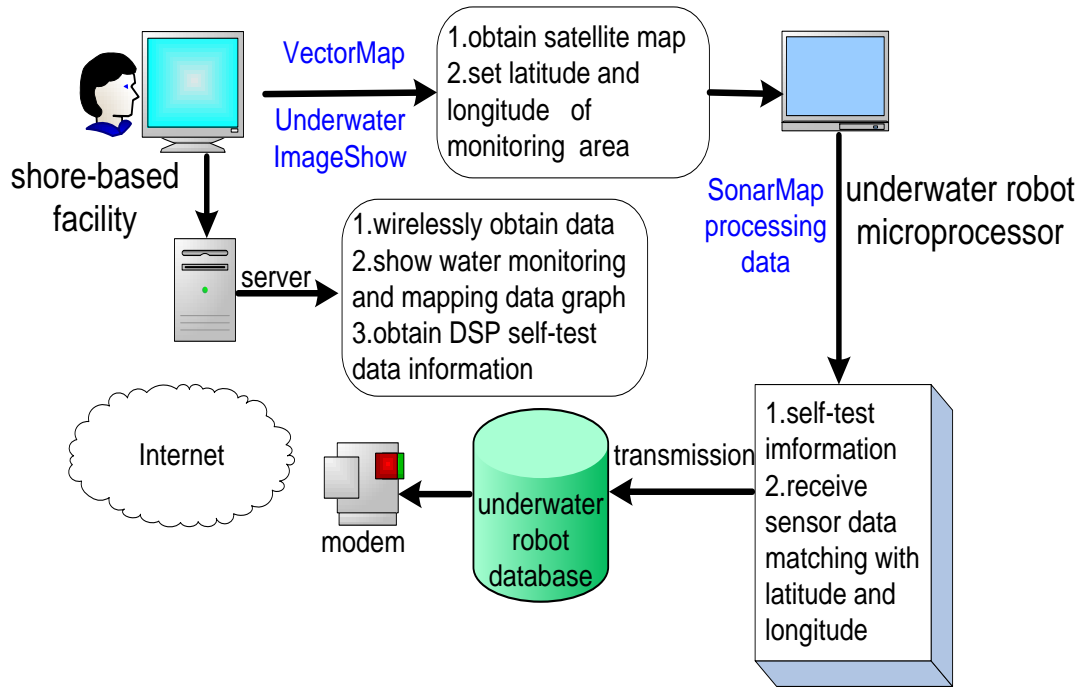 VectorMap
Underwater
ImageShow
1.obtain satellite map
2.set latitude and
longitude of
monitoring area
shore-based
facility
server
1.wirelessly obtain data
2.show water monitoring
and mapping data graph
3.obtain DSP self-test
data information
SonarMap
processing
data
underwater robot
microprocessor
1.self-test
imformation
2.receive
sensor data
matching with
latitude and
longitude
transmission
underwater
robot
database
modem
Internet